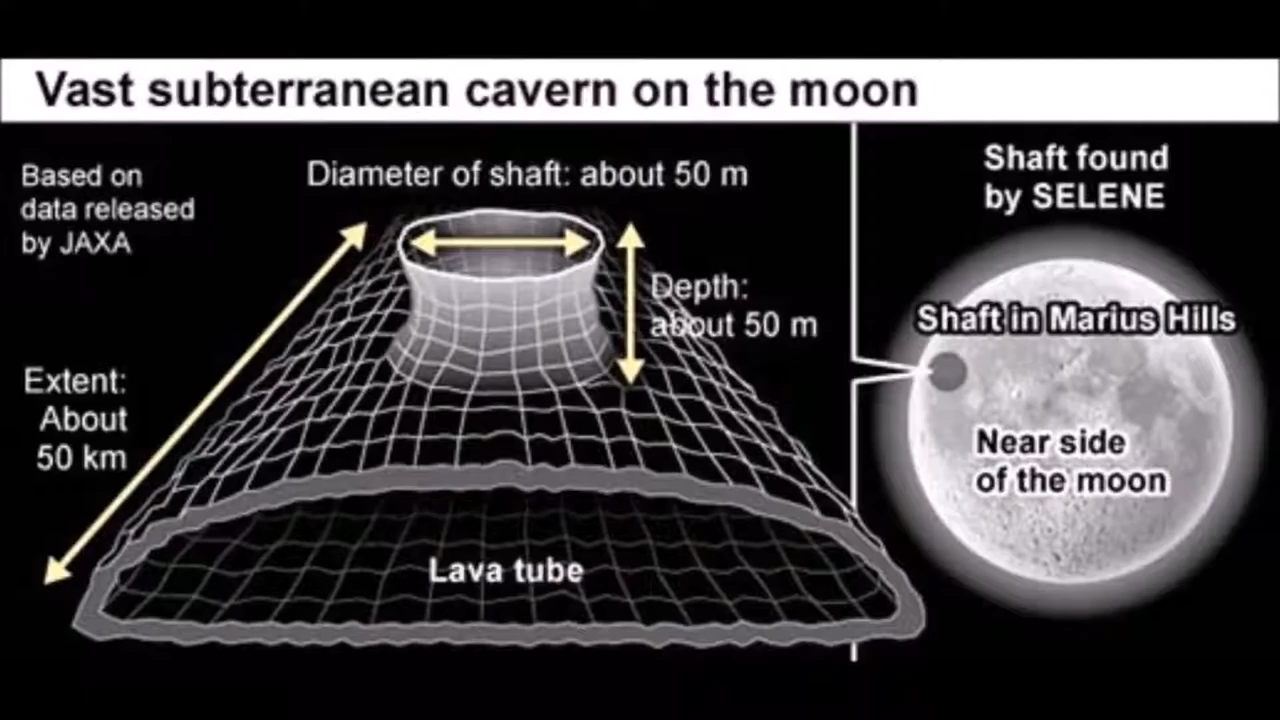 Vast subterranean cavern on the moon
Based on
data released
by JAXA
Diameter of shaft: about 50 m
Depth:
about 50 m
Extent:
About
50 km
Lava tube
Shaft found
by SELENE
Shaft in Marius Hills
Near side
of the moon